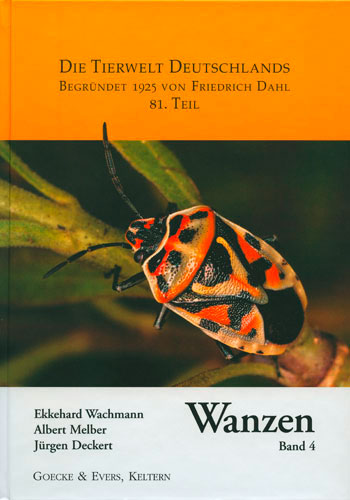 DIE TIERWELT DEUTSCHLANDS
BEGRÜNDET 1925 VON FRIEDRICH DAHL
81. TEIL
Ekkehard Wachmann
Albert Melber
Jürgen Deckert
Wanzen
Band 4
GOECKE & EVERS, KELTERN